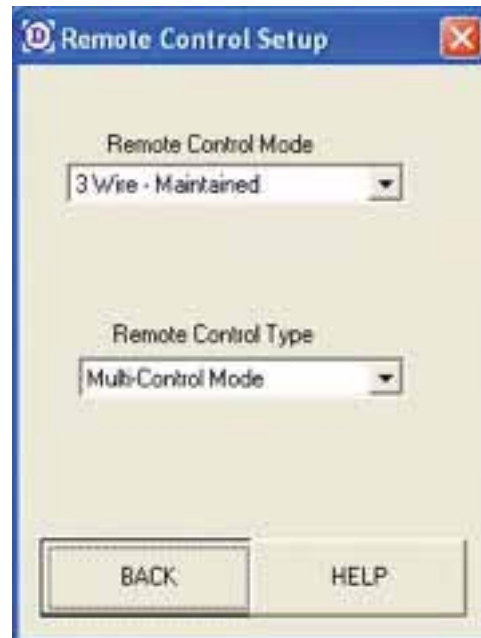 D Remote Control Setup
Remote Control Mode
3 Wire - Maintained
Remote Control Type
Multi-Control Mode
BACK HELP